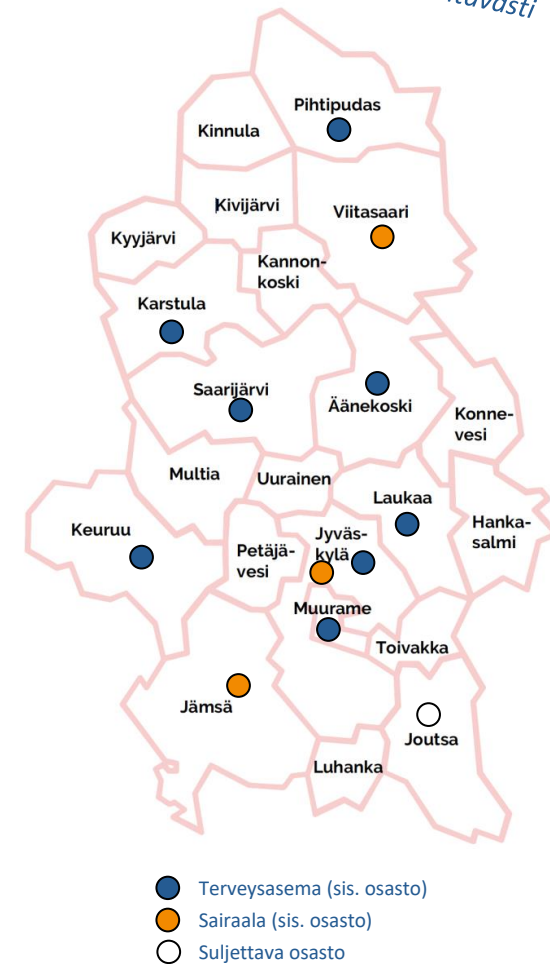 Pihtipudas
Kinnula
Kivijärvi
Viitasaari
Kyyjärvi
Kannon-
koski
Karstula
Saarijärvi
Äänekoski
Konne-
vesi
Multia
Uurainen
Laukaa
Keuruu
Jyväs-
kylä
Hanka-
salmi
Petäjä-
vesi
Muurame
Toivakka
Jämsä
Joutsa
Luhanka
Terveysasema (sis. osasto)
Sairaala (sis. osasto)
Suljettava osasto